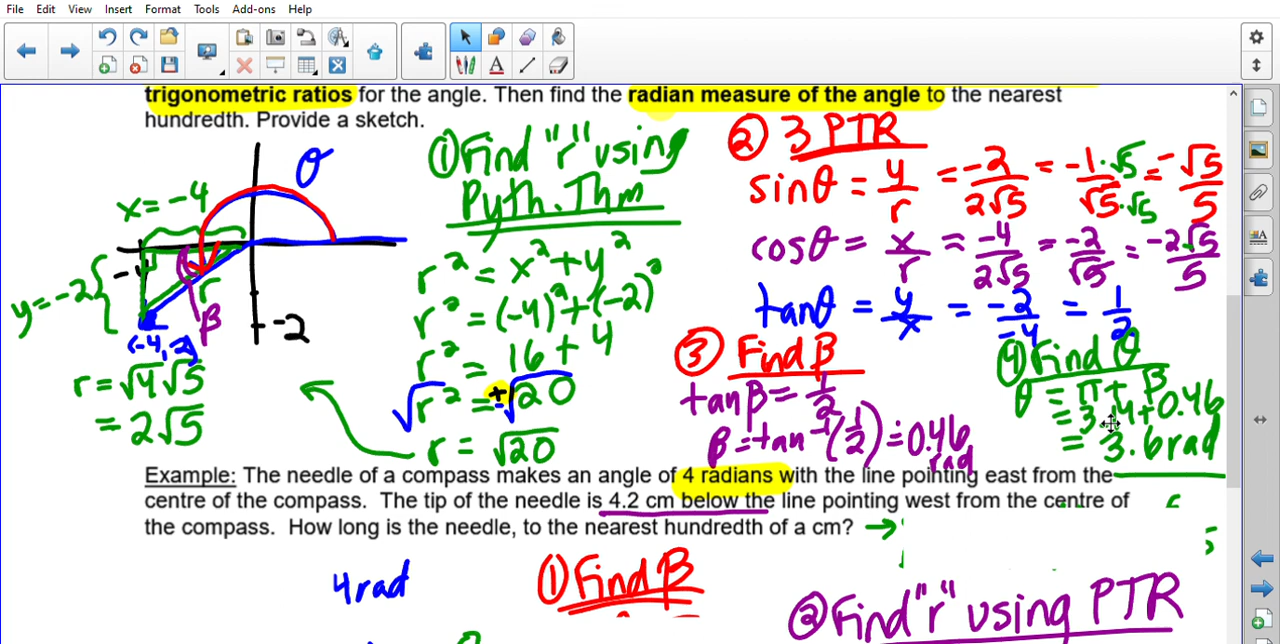 File Edit View Insert Format Tools Add-ons Help
trigonometric ratios for the angle. Then find the radian measure of the angle to the nearest
hundredth. Provide a sketch.
θ
x = -4
-4
y = -2
r
β
-2
(-4,-2)
r = √4 √5
= 2√5
① Find "r" using
Pyth. Thm
r² = x² + y²
r² = (-4)² + (-2)²
r² = 16 + 4
√r² = ±√20
r = √20
② 3 PTR
sinθ = y/r = -2/2√5 = -1·√5/√5·√5 = -√5/5
cosθ = x/r = -4/2√5 = -2/√5 = -2√5/5
tanθ = y/x = -2/-4 = 1/2
③ Find β
tanβ = 1/2
β = tan⁻¹(1/2) ≐ 0.46
rad
④ Find θ
θ = π + β
= 3.14 + 0.46
= 3.6 rad
Example: The needle of a compass makes an angle of 4 radians with the line pointing east from the
centre of the compass. The tip of the needle is 4.2 cm below the line pointing west from the centre of
the compass. How long is the needle, to the nearest hundredth of a cm? →
4 rad
① Find β
② Find "r" using PTR